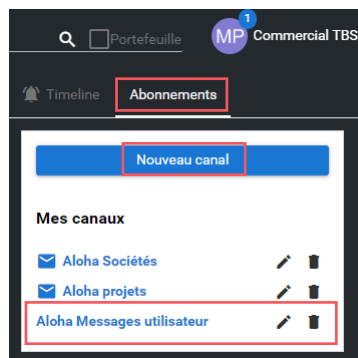 1
Portefeuille MP Commercial TBS
Timeline Abonnements
Nouveau canal
Mes canaux
Aloha Sociétés
Aloha projets
Aloha Messages utilisateur